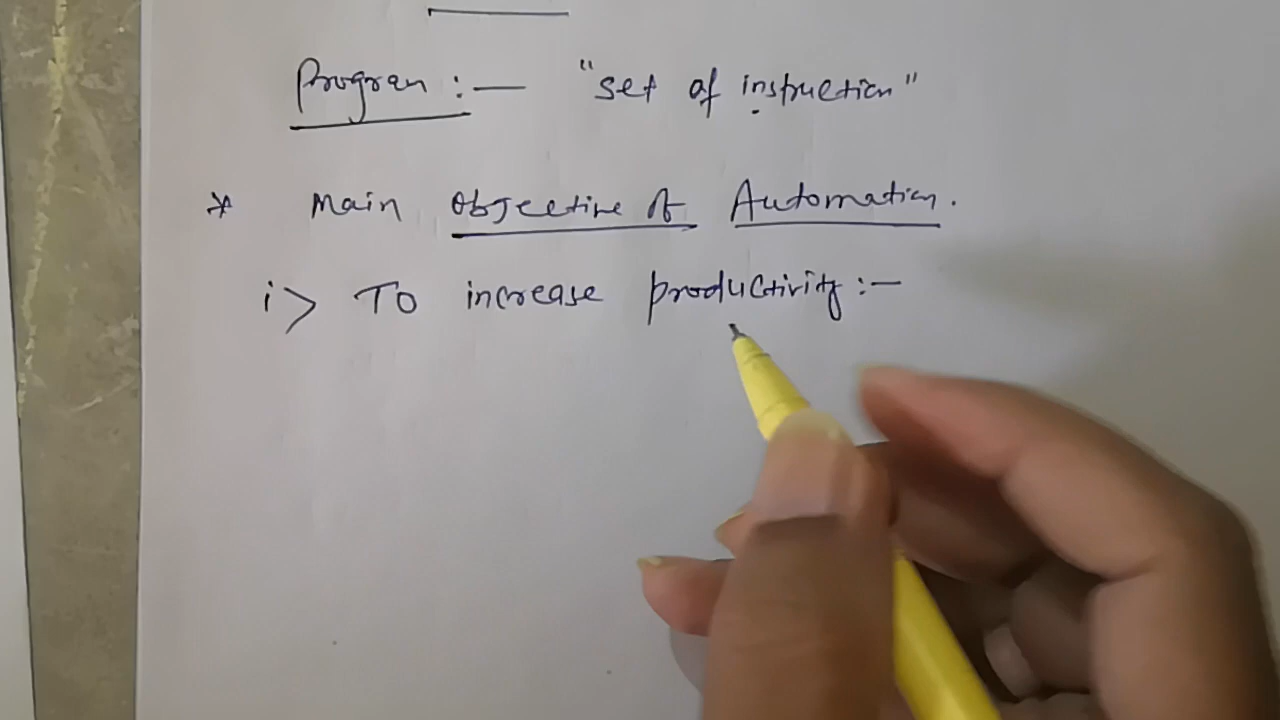 Program :— "set of instruction"
* Main Objective of Automation.
i> To increase productivity :—